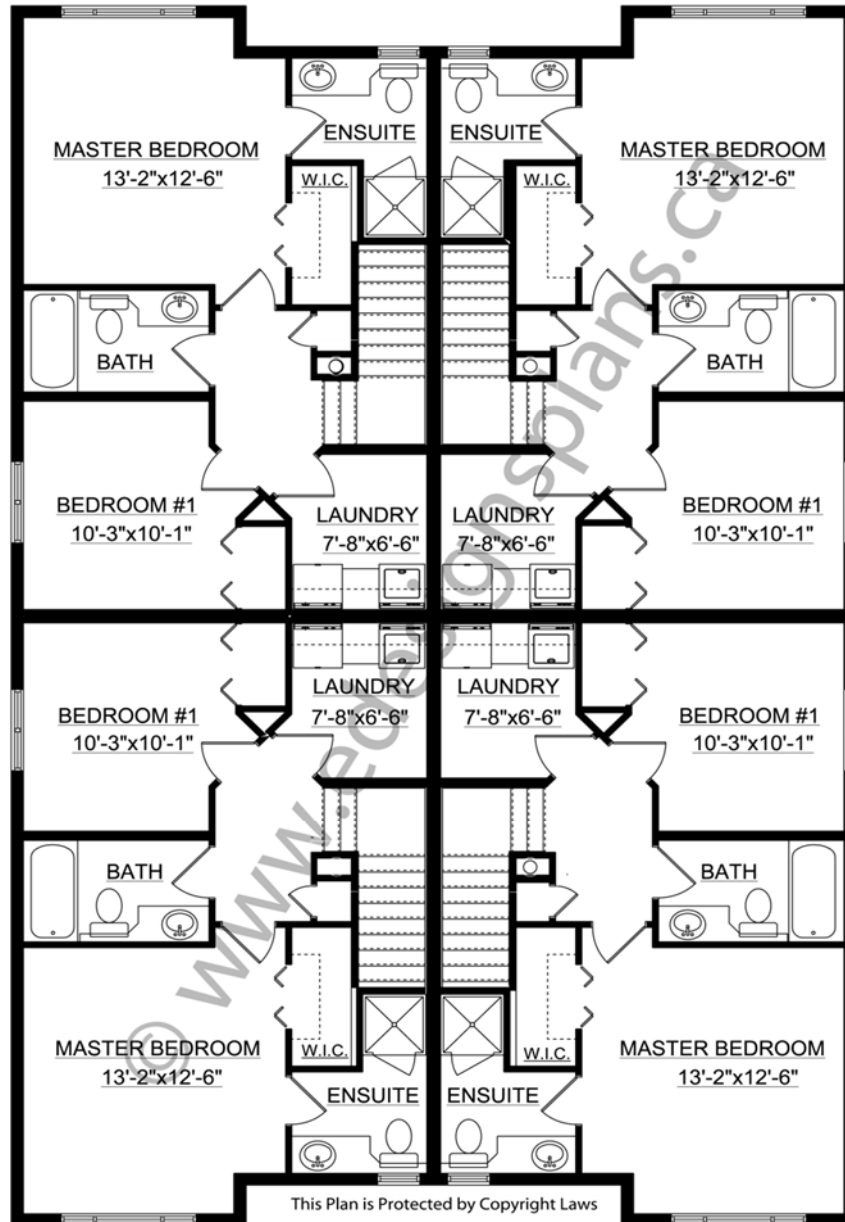 ENSUITE ENSUITE
MASTER BEDROOM MASTER BEDROOM
13'-2"x12'-6" W.I.C. W.I.C. 13'-2"x12'-6"
BATH BATH
BEDROOM #1 LAUNDRY LAUNDRY BEDROOM #1
10'-3"x10'-1" 7'-8"x6'-6" 7'-8"x6'-6" 10'-3"x10'-1"
BEDROOM #1 LAUNDRY LAUNDRY BEDROOM #1
10'-3"x10'-1" 7'-8"x6'-6" 7'-8"x6'-6" 10'-3"x10'-1"
BATH BATH
MASTER BEDROOM W.I.C. W.I.C. MASTER BEDROOM
13'-2"x12'-6" 13'-2"x12'-6"
ENSUITE ENSUITE
© www.edesignsplans.ca
This Plan is Protected by Copyright Laws